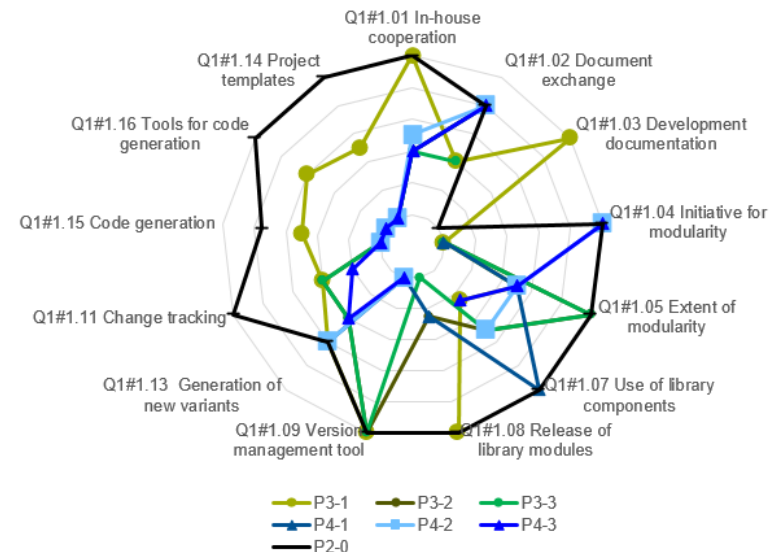 Q1#1.01 In-house
cooperation
Q1#1.02 Document
exchange
Q1#1.03 Development
documentation
Q1#1.04 Initiative for
modularity
Q1#1.05 Extent of
modularity
Q1#1.07 Use of library
components
Q1#1.08 Release of
library modules
Q1#1.09 Version
management tool
Q1#1.13 Generation of
new variants
Q1#1.11 Change tracking
Q1#1.15 Code generation
Q1#1.16 Tools for code
generation
Q1#1.14 Project
templates
P3-1 P3-2 P3-3
P4-1 P4-2 P4-3
P2-0